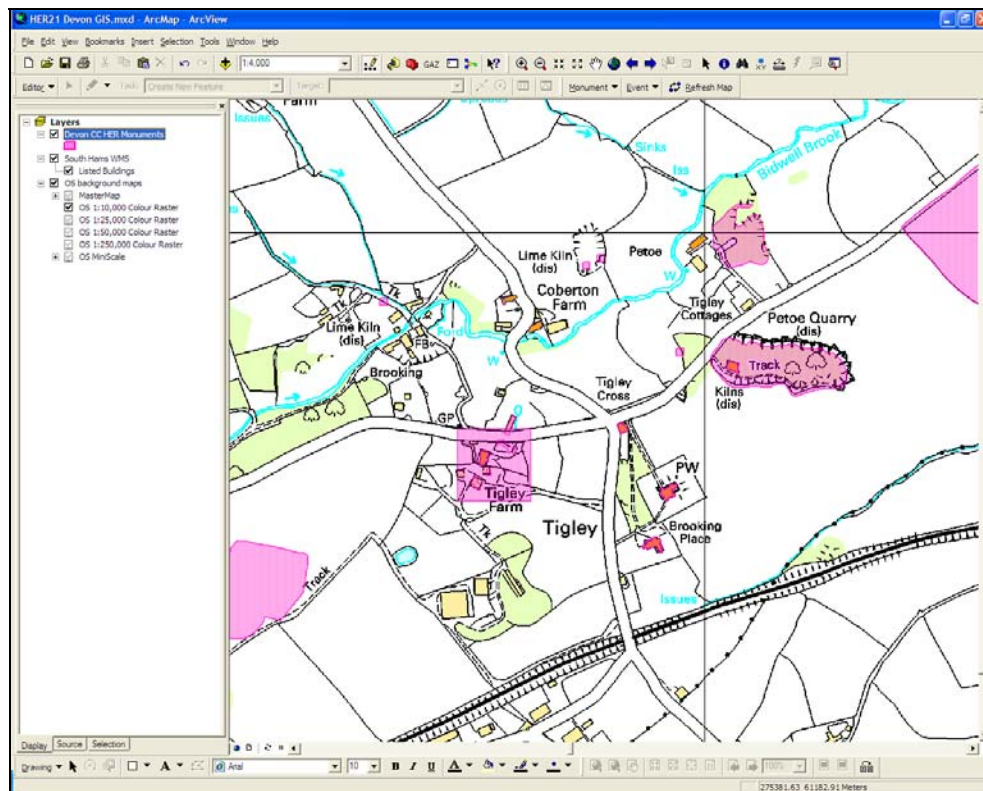 HER21 Devon GIS.mxd - ArcMap - ArcView
File Edit View Bookmarks Insert Selection Tools Window Help
1:4,000
GAZ
Editor Task: Create New Feature Target: Monument Event Refresh Map
Layers
Devon CC HER Monuments
South Hams WMS
Listed Buildings
OS background maps
MasterMap
OS 1:10,000 Colour Raster
OS 1:25,000 Colour Raster
OS 1:50,000 Colour Raster
OS 1:250,000 Colour Raster
OS MiniScale
Farm
Issues
Spreads
Sinks
Iss
Bidwell Brook
Lime Kiln
(dis)
Petoe
W
Coberton
Farm
Tigley
Cottages
Petoe Quarry
(dis)
Tk
Tk
Lime Kiln
(dis)
Ford
FB
W
Brooking
Track
Kilns
(dis)
Tigley
Cross
GP
Tigley
Farm
PW
Tigley
Brooking
Place
Tk
Track
Issues
Display Source Selection
Drawing A Arial 10 B I U A 100%
275381.63 61182.91 Meters